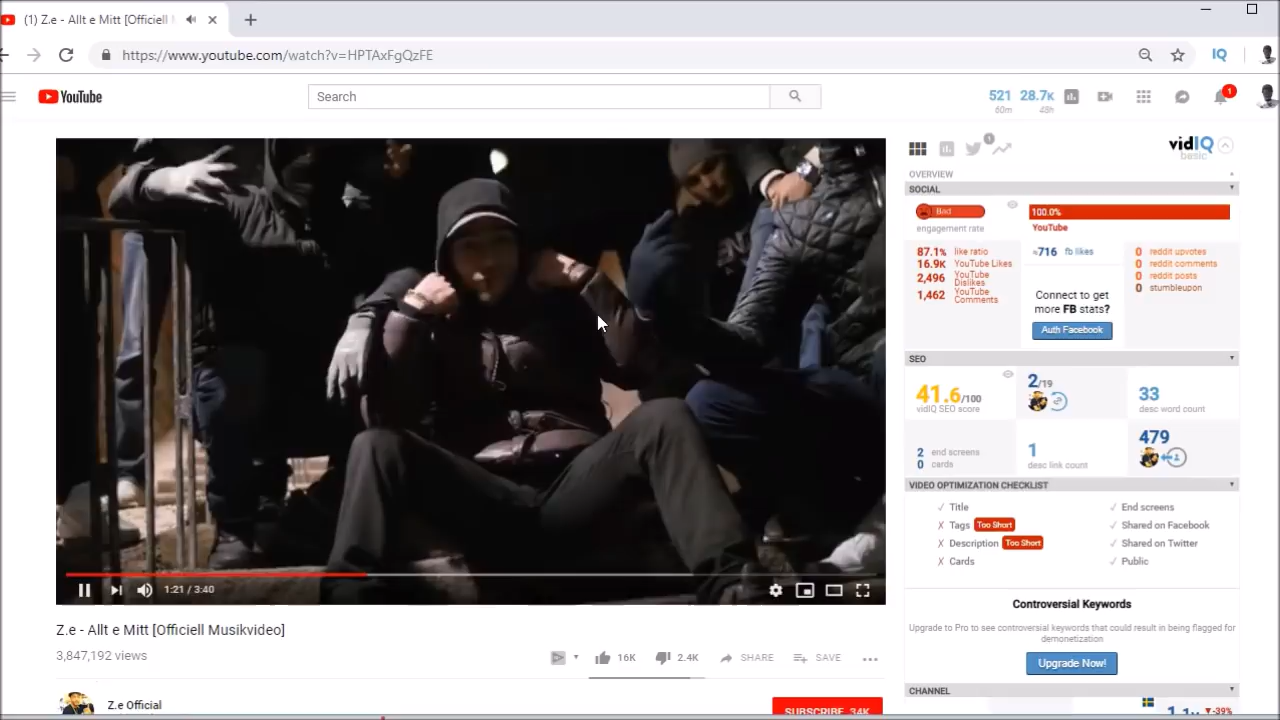 (1) Z.e - Allt e Mitt [Officiell M
https://www.youtube.com/watch?v=HPTAxFgQzFE
YouTube
Search
521 28.7K
60m 48h
1
1
vidIQ
basic
OVERVIEW
SOCIAL
Bad
engagement rate
100.0%
YouTube
87.1% like ratio
16.9K YouTube Likes
2,496 YouTube Dislikes
1,462 YouTube Comments
~716 fb likes
Connect to get
more FB stats?
Auth Facebook
0 reddit upvotes
0 reddit comments
0 reddit posts
0 stumbleupon
SEO
41.6/100
vidIQ SEO score
2/19
33
desc word count
2 end screens
0 cards
1
desc link count
479
VIDEO OPTIMIZATION CHECKLIST
Title
Tags Too Short
Description Too Short
Cards
End screens
Shared on Facebook
Shared on Twitter
Public
Controversial Keywords
Upgrade to Pro to see controversial keywords that could result in being flagged for
demonetization
Upgrade Now!
CHANNEL
-39%
1:21 / 3:40
Z.e - Allt e Mitt [Officiell Musikvideo]
3,847,192 views
16K 2.4K SHARE SAVE
Z.e Official
SUBSCRIBE 34K
IQ